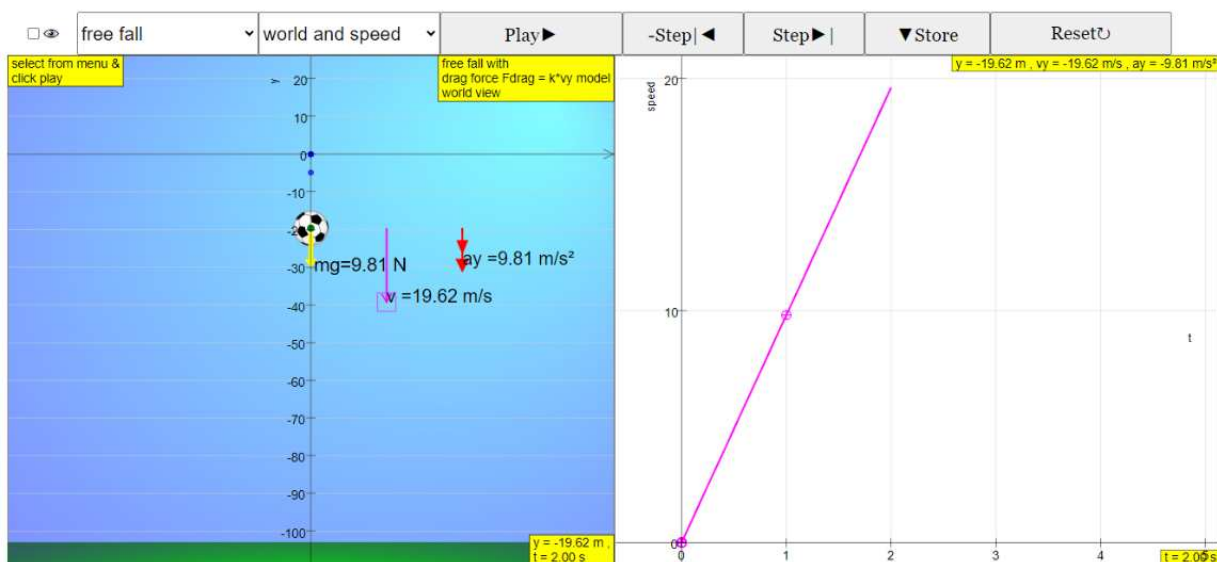 free fall
world and speed
Play►
-Step|◄
Step►|
▼Store
Reset↻
select from menu &
click play
free fall with
drag force Fdrag = k*vy model
world view
y
20
10
0
-10
-20
-30
-40
-50
-60
-70
-80
-90
-100
mg=9.81 N
ay =9.81 m/s²
v =19.62 m/s
y = -19.62 m ,
t = 2.00 s
y = -19.62 m , vy = -19.62 m/s , ay = -9.81 m/s²
speed
20
10
0
t
0
1
2
3
4
5
t = 2.00 s